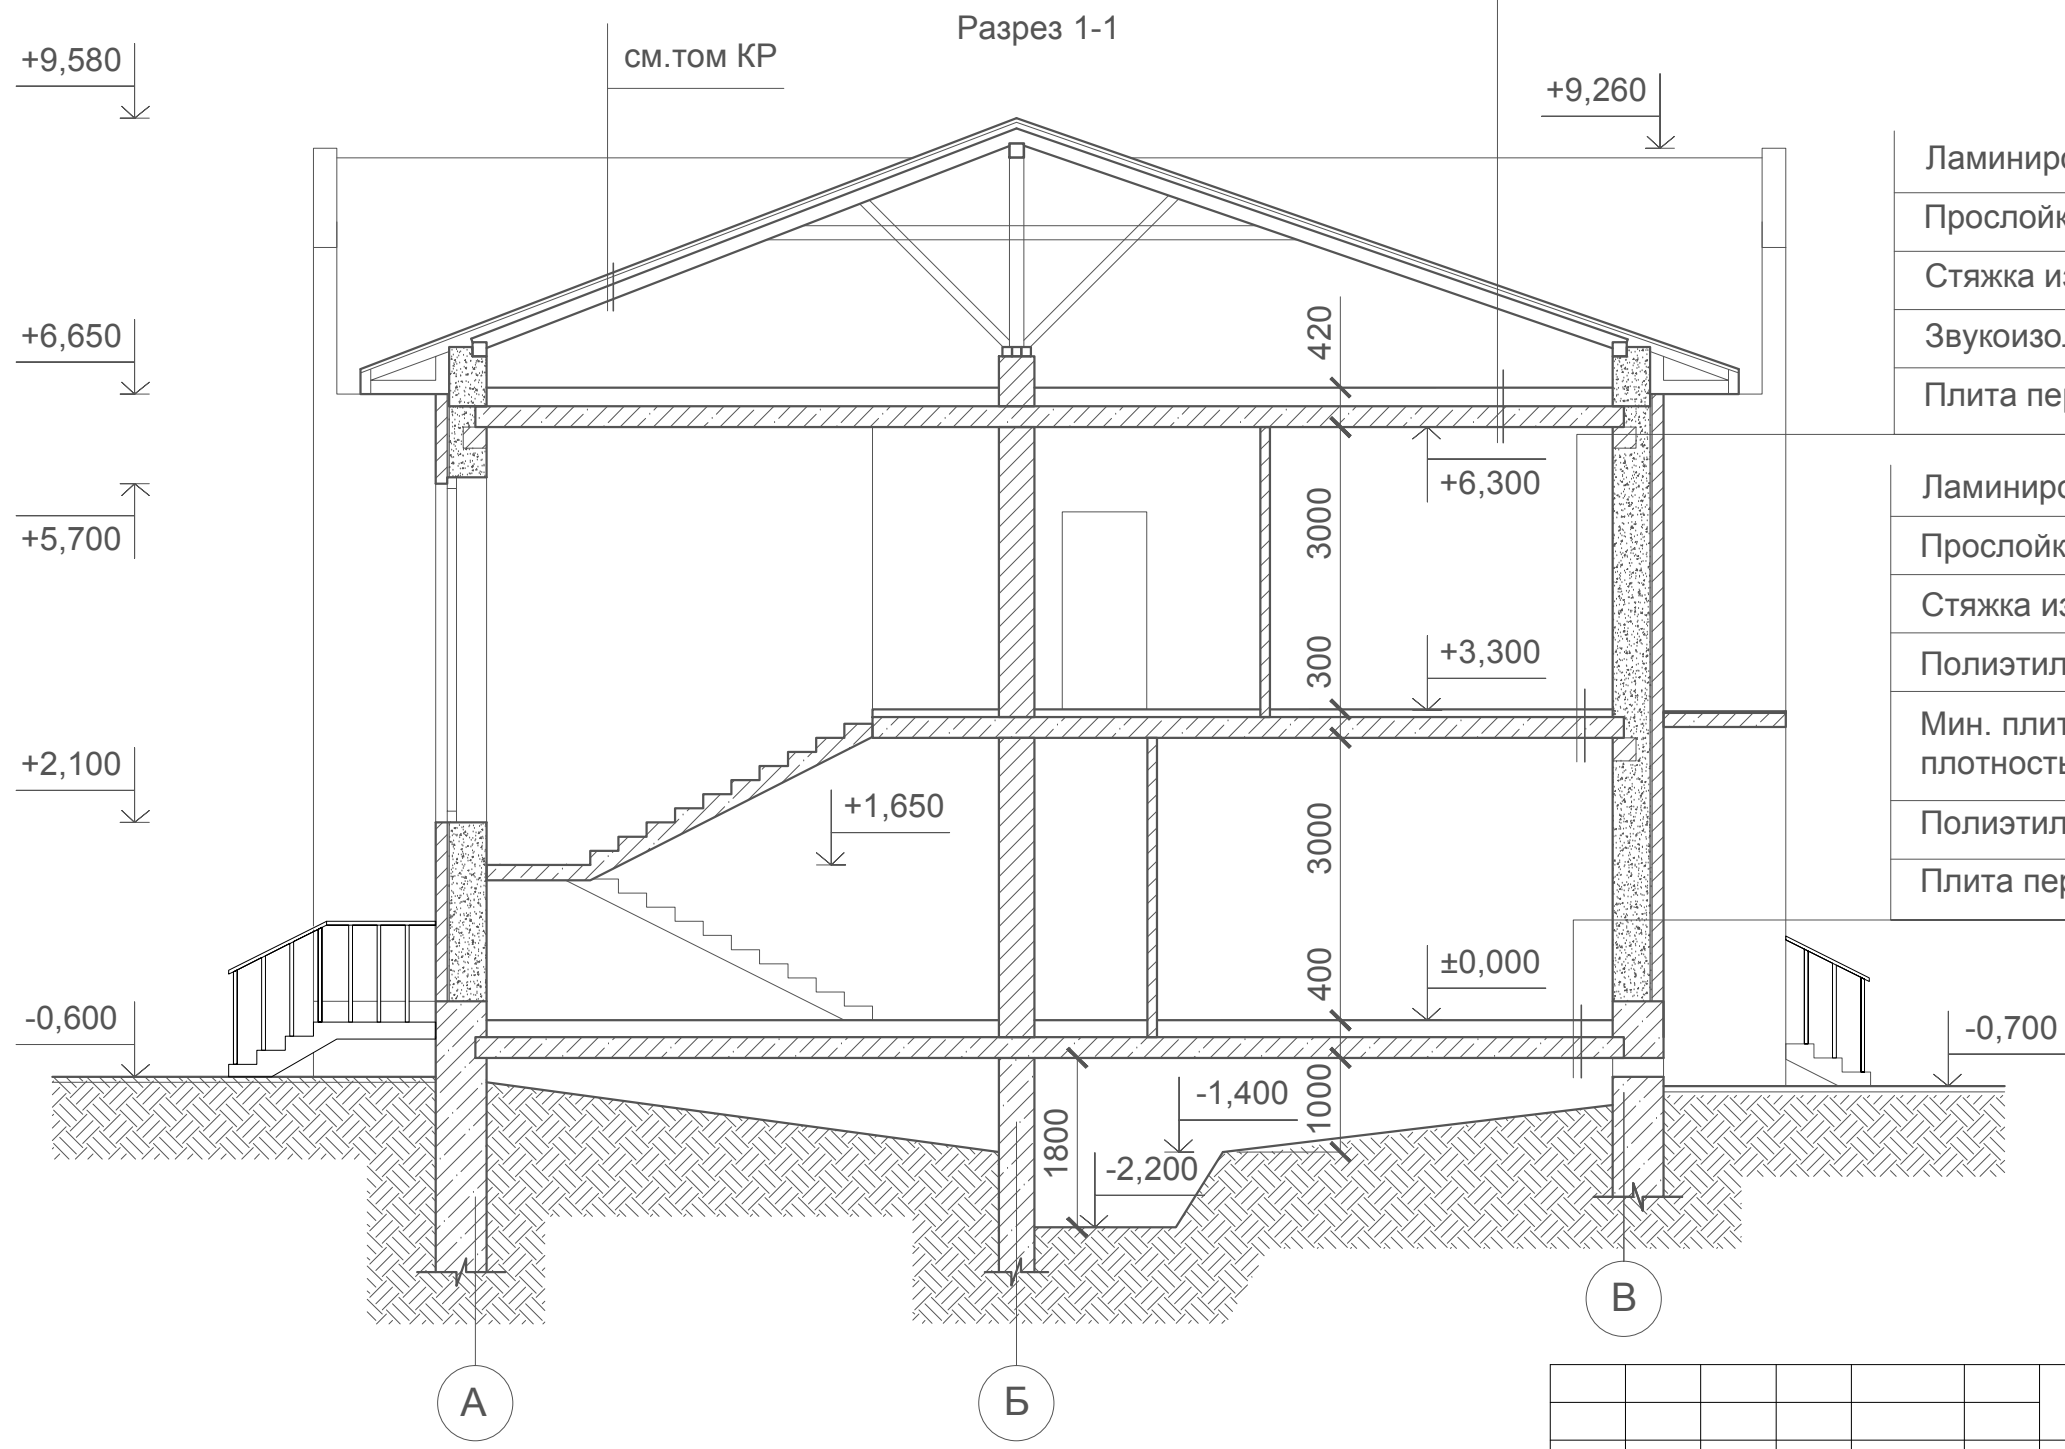 Разрез 1-1
см.том КР
+9,580
+9,260
+6,650
+5,700
+2,100
-0,600
420
3000
300
3000
400
1000
1800
+6,300
+3,300
+1,650
±0,000
-1,400
-2,200
-0,700
Ламиниро
Прослойк
Стяжка из
Звукоизол
Плита пер
Ламиниро
Прослойк
Стяжка из
Полиэтил
Мин. плит
плотность
Полиэтил
Плита пер
А
Б
В